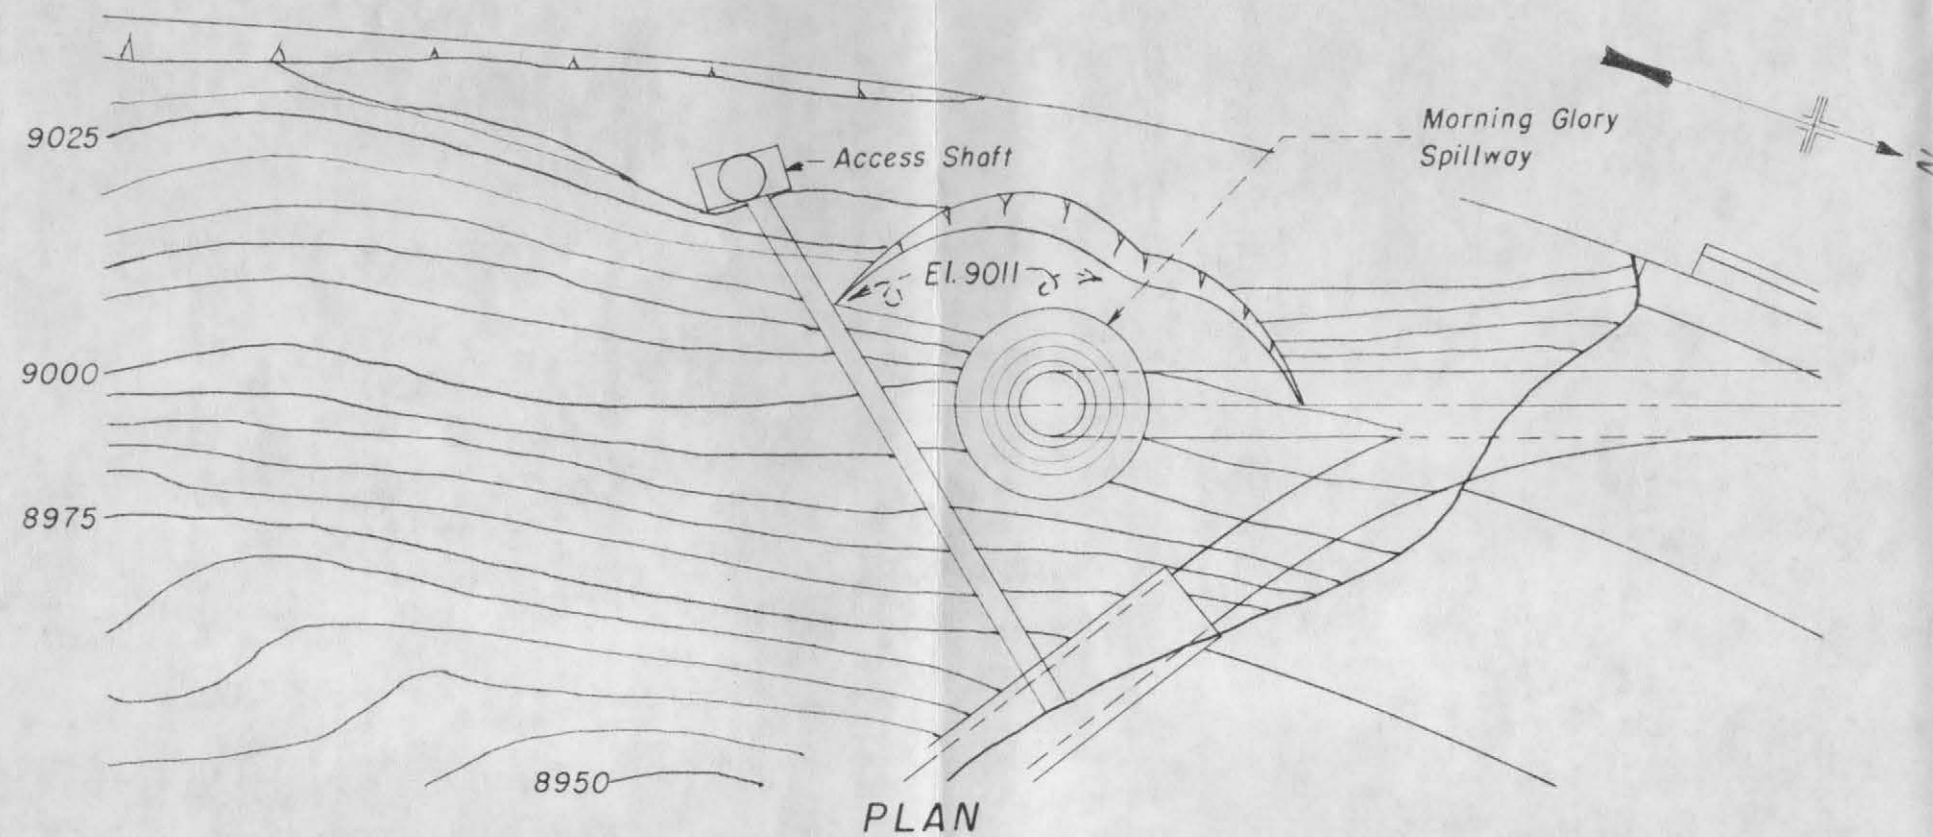 Morning Glory
Spillway
N
9025
Access Shaft
El. 9011
9000
8975
8950
PLAN